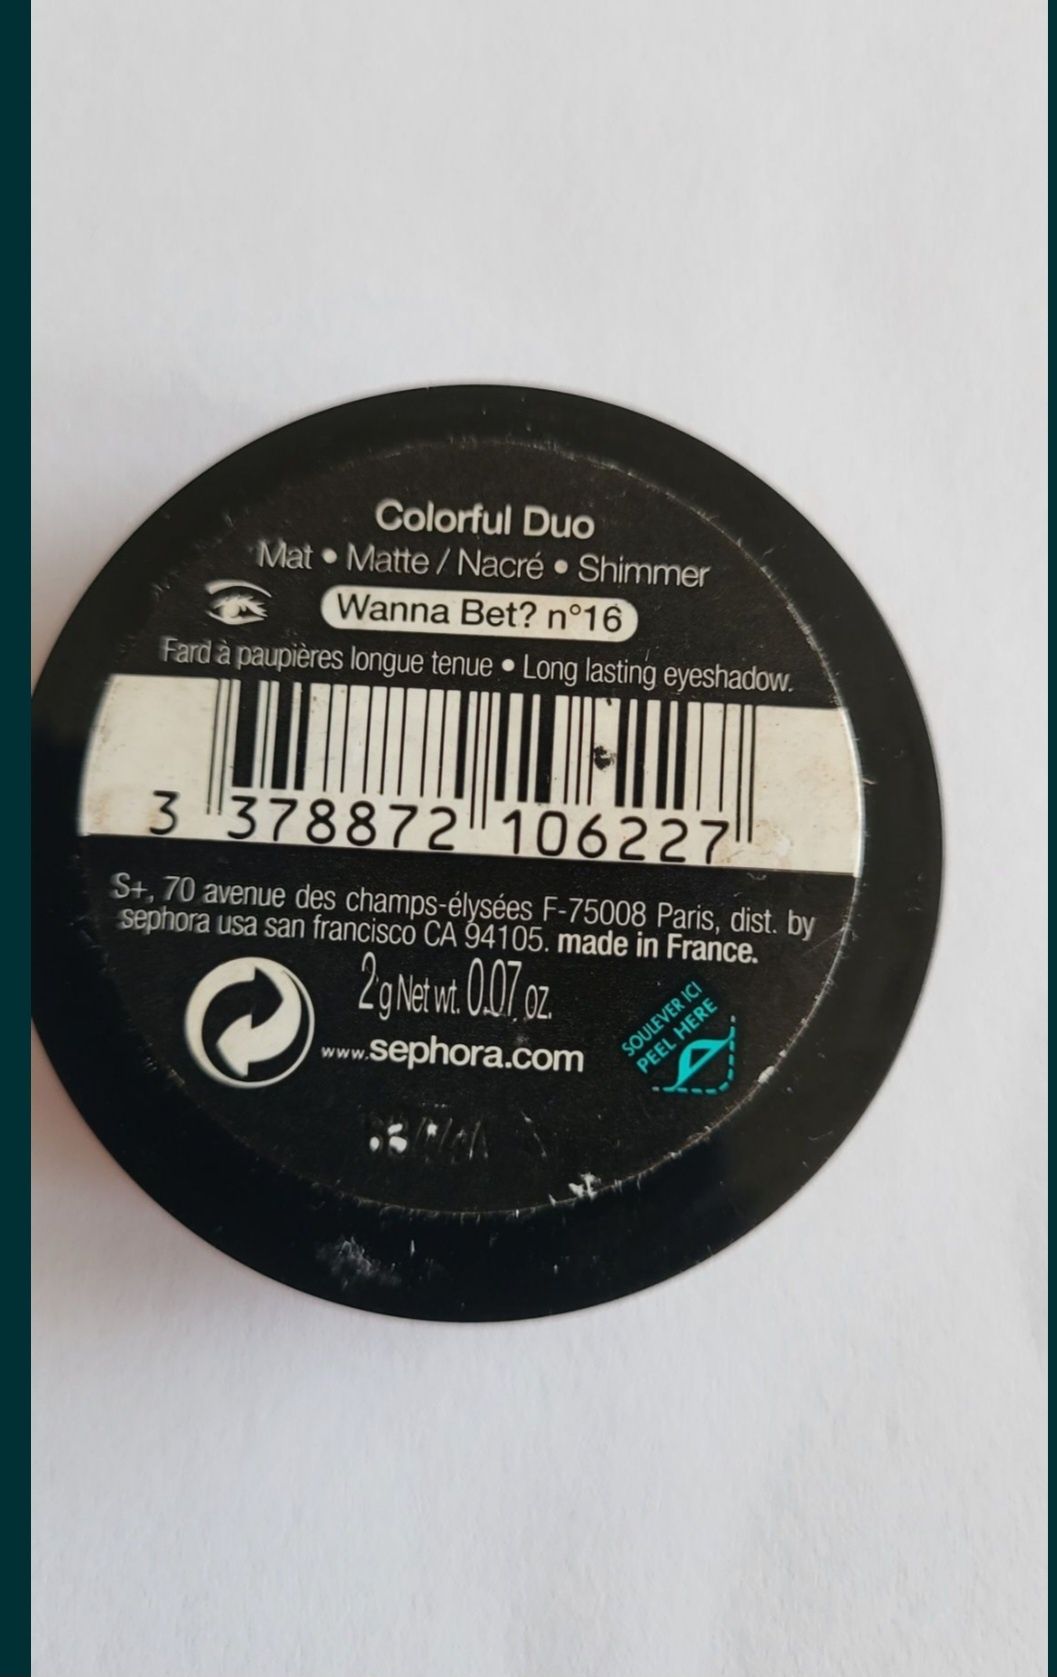 Colorful Duo
Mat • Matte / Nacré • Shimmer
Wanna Bet? n°16
Fard à paupières longue tenue • Long lasting eyeshadow.
3 378872 106227
S+, 70 avenue des champs-élysées F-75008 Paris, dist. by
sephora usa san francisco CA 94105. made in France.
2 g Net wt. 0.07 oz.
www.sephora.com
SOULEVER ICI
PEEL HERE